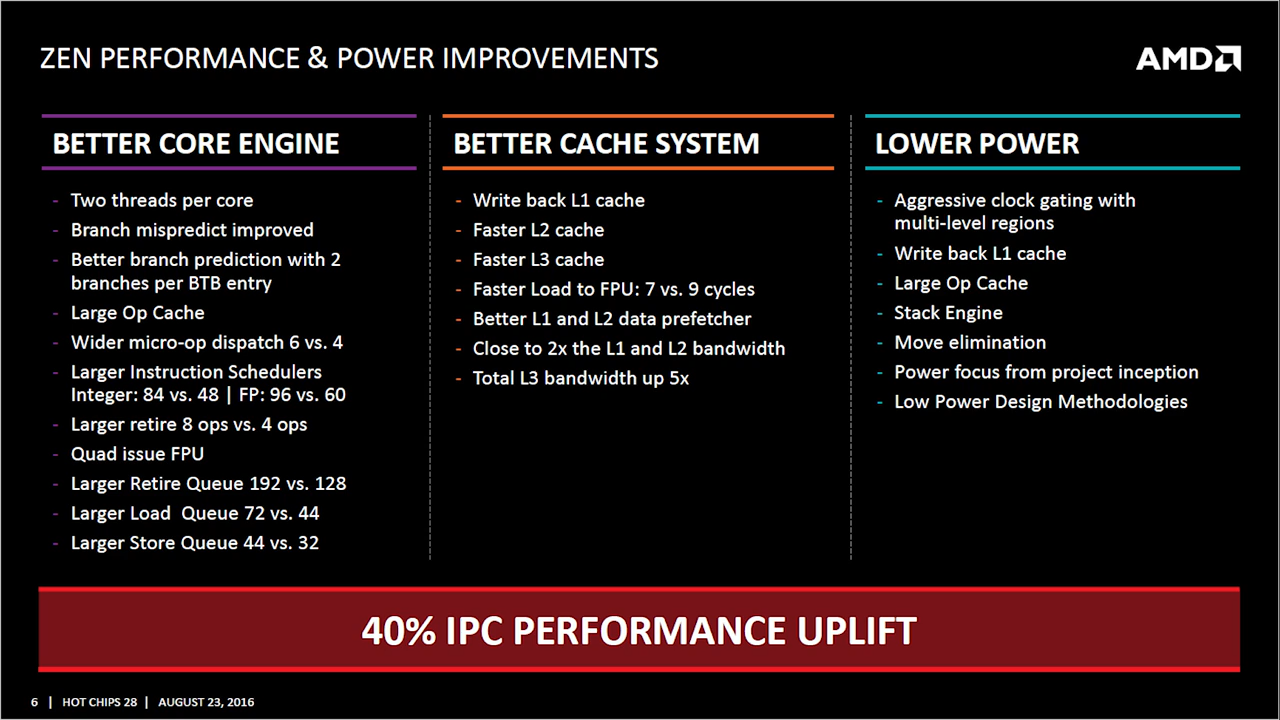 ZEN PERFORMANCE & POWER IMPROVEMENTS
AMD
BETTER CORE ENGINE
- Two threads per core
- Branch mispredict improved
- Better branch prediction with 2
branches per BTB entry
- Large Op Cache
- Wider micro-op dispatch 6 vs. 4
- Larger Instruction Schedulers
Integer: 84 vs. 48 | FP: 96 vs. 60
- Larger retire 8 ops vs. 4 ops
- Quad issue FPU
- Larger Retire Queue 192 vs. 128
- Larger Load Queue 72 vs. 44
- Larger Store Queue 44 vs. 32
BETTER CACHE SYSTEM
- Write back L1 cache
- Faster L2 cache
- Faster L3 cache
- Faster Load to FPU: 7 vs. 9 cycles
- Better L1 and L2 data prefetcher
- Close to 2x the L1 and L2 bandwidth
- Total L3 bandwidth up 5x
LOWER POWER
- Aggressive clock gating with
multi-level regions
- Write back L1 cache
- Large Op Cache
- Stack Engine
- Move elimination
- Power focus from project inception
- Low Power Design Methodologies
40% IPC PERFORMANCE UPLIFT
6 | HOT CHIPS 28 | AUGUST 23, 2016